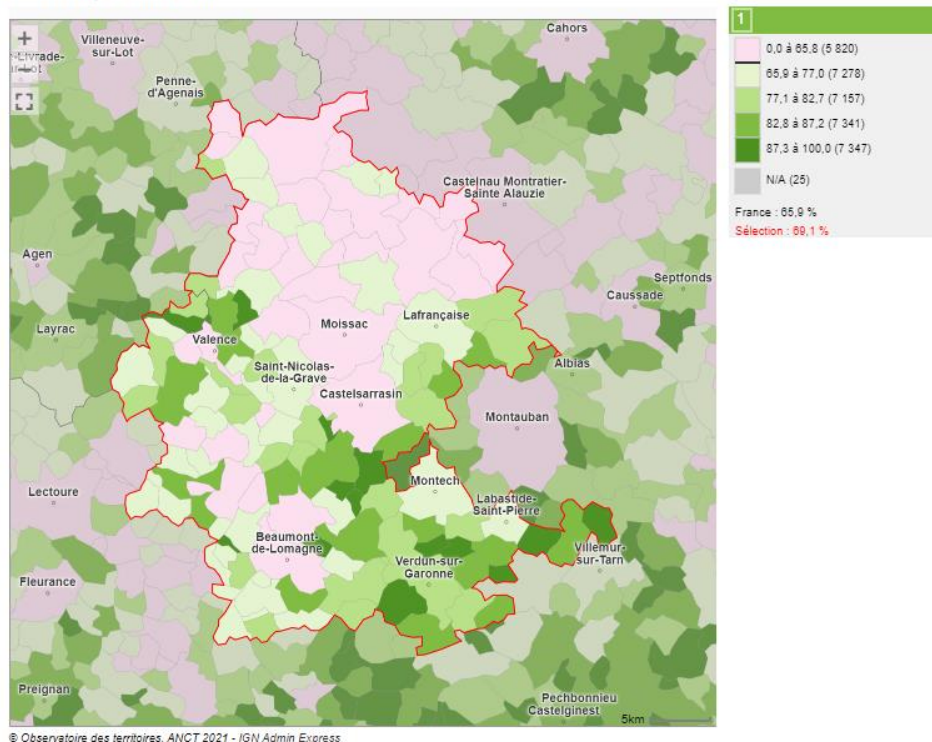 +
Villeneuve-
sur-Lot
Cahors
Penne-
d'Agenais
Castelnau Montratier-
Sainte Alauzie
Agen
Septfonds
Caussade
Layrac
Moissac
Lafrançaise
Valence
Saint-Nicolas-
de-la-Grave
Albias
Castelsarrasin
Montauban
Lectoure
Montech
Labastide-
Saint-Pierre
Beaumont-
de-Lomagne
Villemur-
sur-Tarn
Verdun-sur-
Garonne
Fleurance
Preignan
Pechbonnieu
Castelginest
5km
© Observatoire des territoires, ANCT 2021 - IGN Admin Express
1
0,0 à 65,8 (5 820)
65,9 à 77,0 (7 278)
77,1 à 82,7 (7 157)
82,8 à 87,2 (7 341)
87,3 à 100,0 (7 347)
N/A (25)
France : 65,9 %
Sélection : 69,1 %